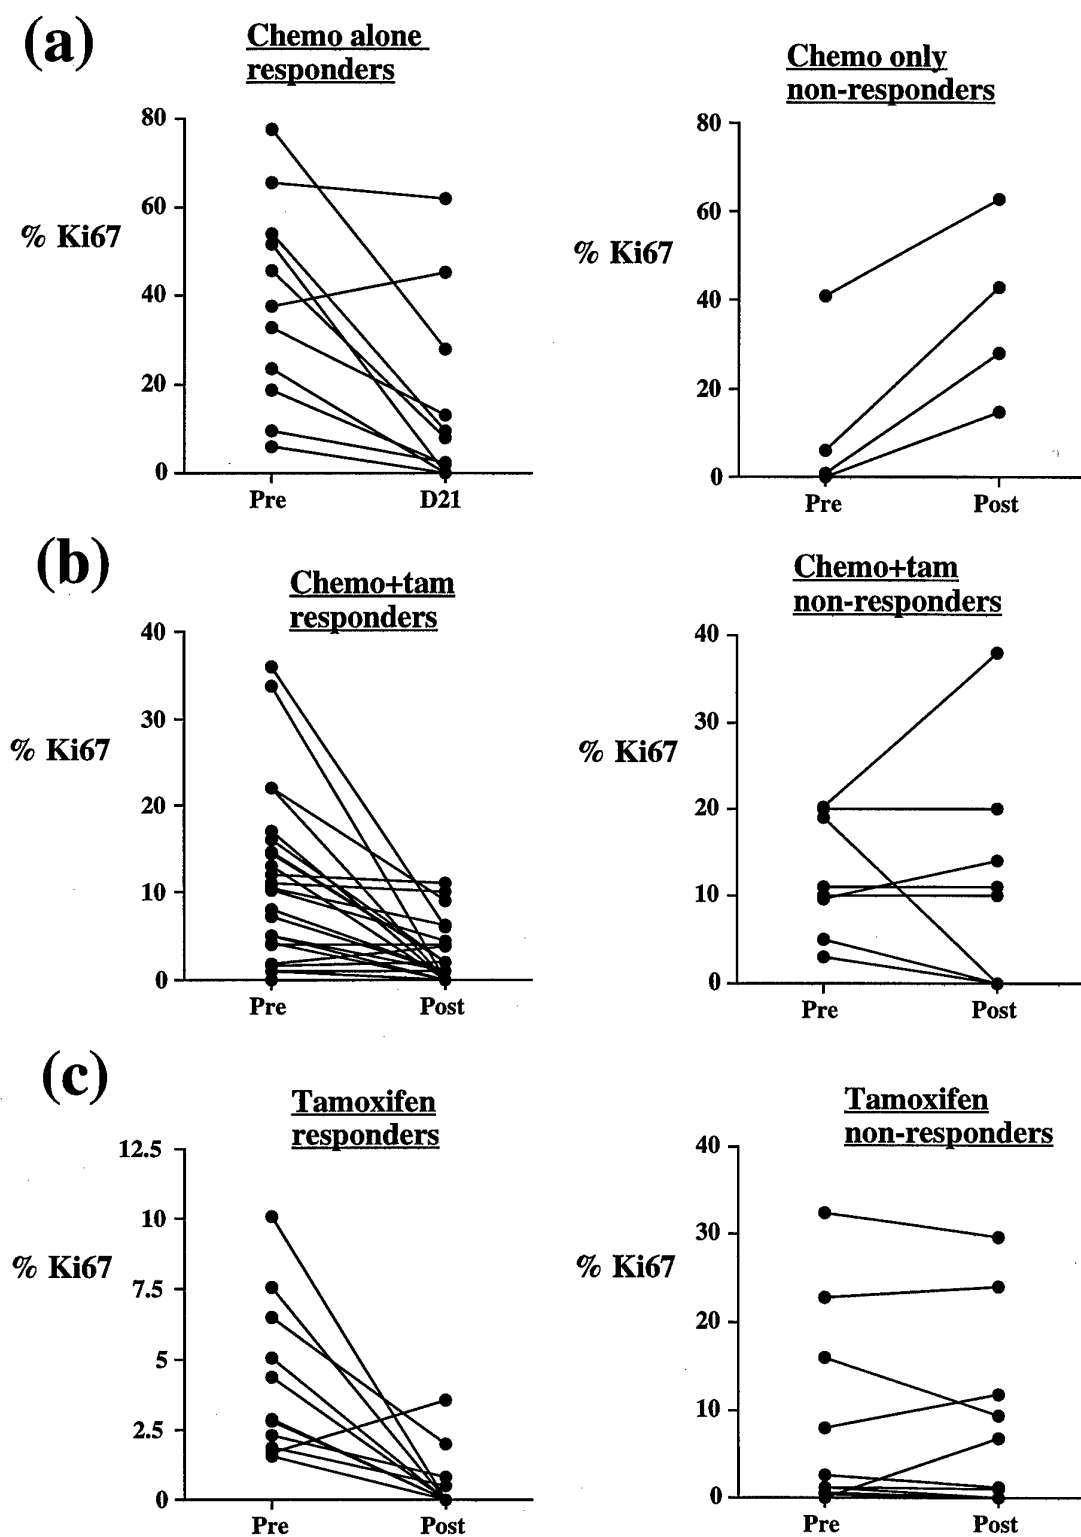 (a)
Chemo alone
responders
80
60
% Ki67
40
20
0
Pre
D21
Chemo only
non-responders
80
60
% Ki67
40
20
0
Pre
Post
(b)
Chemo+tam
responders
40
30
% Ki67
20
10
0
Pre
Post
Chemo+tam
non-responders
40
30
% Ki67
20
10
0
Pre
Post
(c)
Tamoxifen
responders
12.5
10
% Ki67
7.5
5
2.5
0
Pre
Post
Tamoxifen
non-responders
40
30
% Ki67
20
10
0
Pre
Post